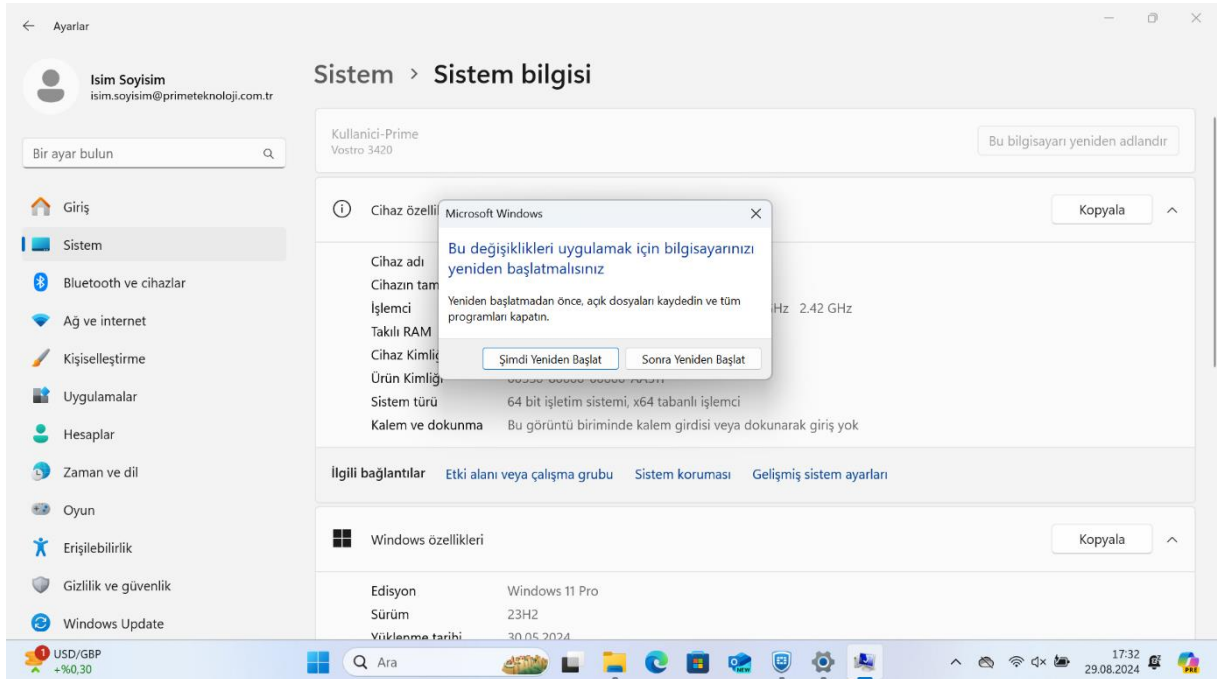 Ayarlar
Isim Soyisim
isim.soyisim@primeteknoloji.com.tr
Bir ayar bulun
Giriş
Sistem
Bluetooth ve cihazlar
Ağ ve internet
Kişiselleştirme
Uygulamalar
Hesaplar
Zaman ve dil
Oyun
Erişilebilirlik
Gizlilik ve güvenlik
Windows Update
Sistem > Sistem bilgisi
Kullanici-Prime
Vostro 3420
Bu bilgisayarı yeniden adlandır
Cihaz özelli
Kopyala
Cihaz adı
Cihazın tam
İşlemci
Hz 2.42 GHz
Takılı RAM
Cihaz Kimliğ
Ürün Kimliği
Sistem türü 64 bit işletim sistemi, x64 tabanlı işlemci
Kalem ve dokunma Bu görüntü biriminde kalem girdisi veya dokunarak giriş yok
Microsoft Windows
Bu değişiklikleri uygulamak için bilgisayarınızı
yeniden başlatmalısınız
Yeniden başlatmadan önce, açık dosyaları kaydedin ve tüm
programları kapatın.
Şimdi Yeniden Başlat Sonra Yeniden Başlat
İlgili bağlantılar Etki alanı veya çalışma grubu Sistem koruması Gelişmiş sistem ayarları
Windows özellikleri
Kopyala
Edisyon Windows 11 Pro
Sürüm 23H2
Yüklenme tarihi 30.05.2024
1
USD/GBP
+%0,30
Ara
NEW
17:32
29.08.2024
PRE